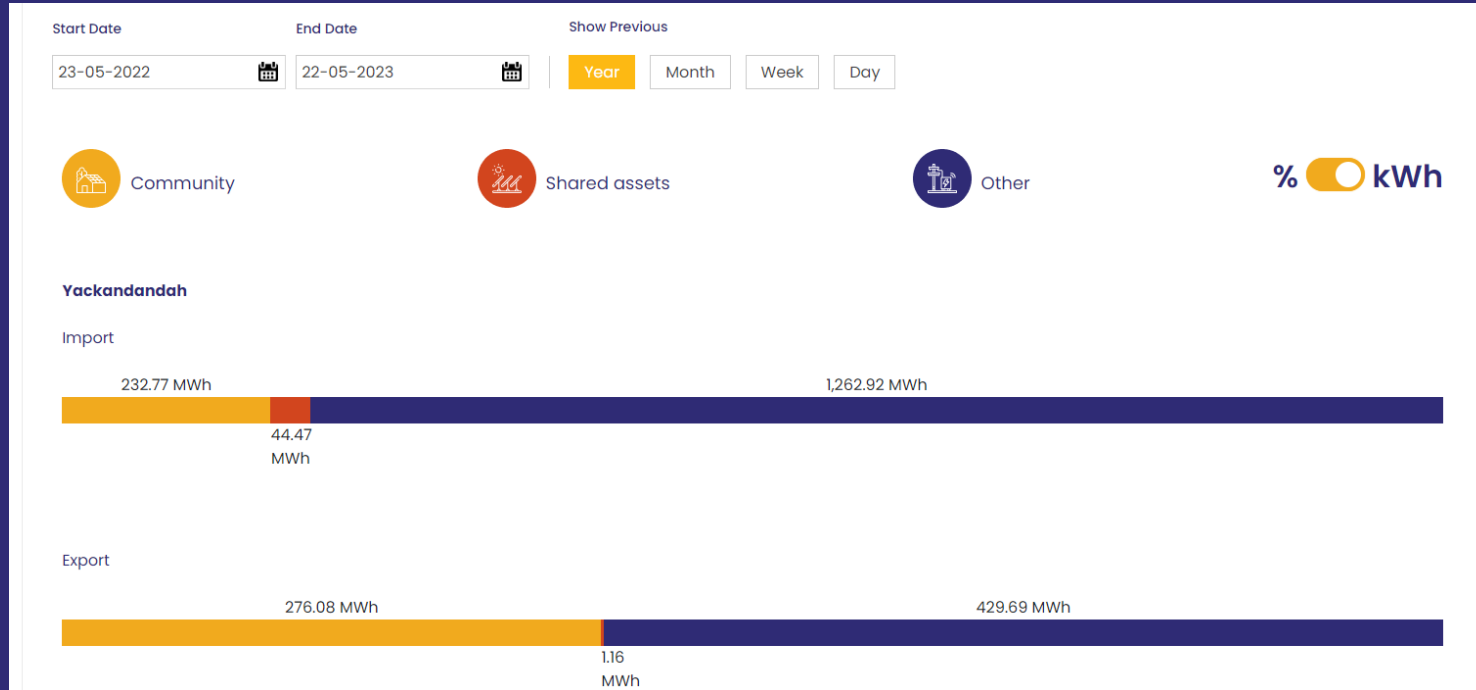 Start Date End Date Show Previous
23-05-2022 22-05-2023 Year Month Week Day
Community Shared assets Other % kWh
Yackandandah
Import
232.77 MWh 1,262.92 MWh
44.47
MWh
Export
276.08 MWh 429.69 MWh
1.16
MWh